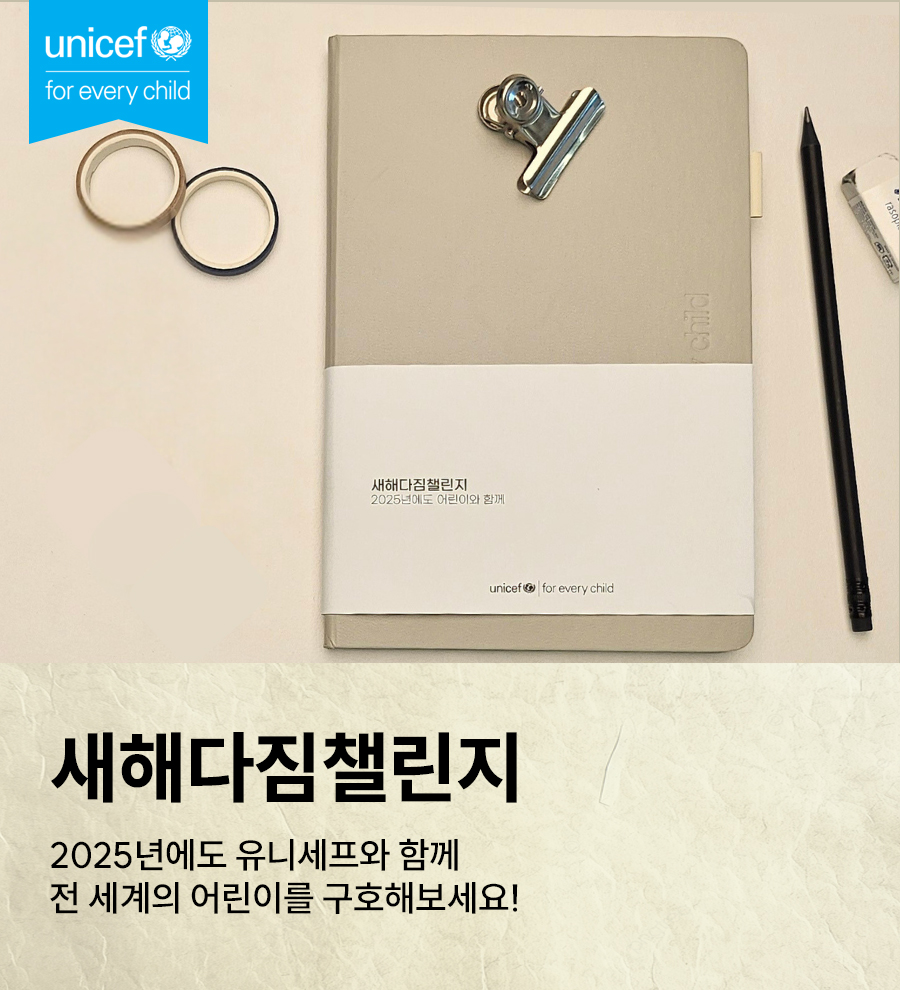 unicef
for every child
child
새해다짐챌린지
2025년에도 어린이와 함께
unicef for every child
새해다짐챌린지
2025년에도 유니세프와 함께
전 세계의 어린이를 구호해보세요!